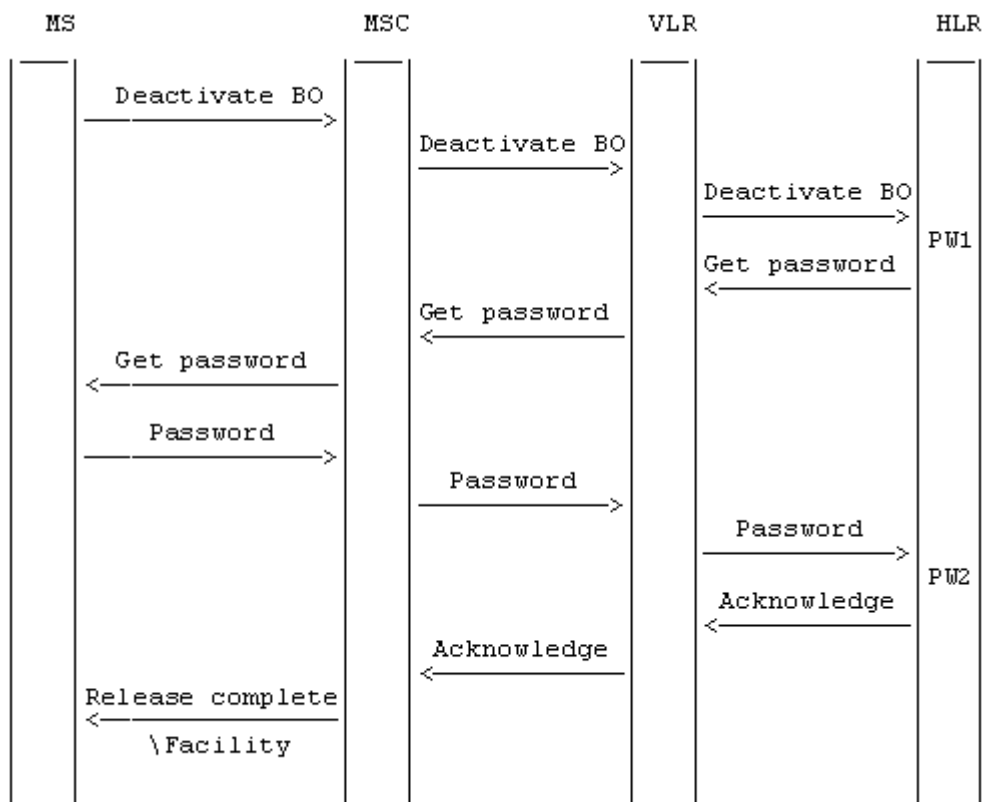 MS MSC VLR HLR
Deactivate BO
Deactivate BO
Deactivate BO
PW1
Get password
Get password
Get password
Password
Password
Password
PW2
Acknowledge
Acknowledge
Release complete
\Facility